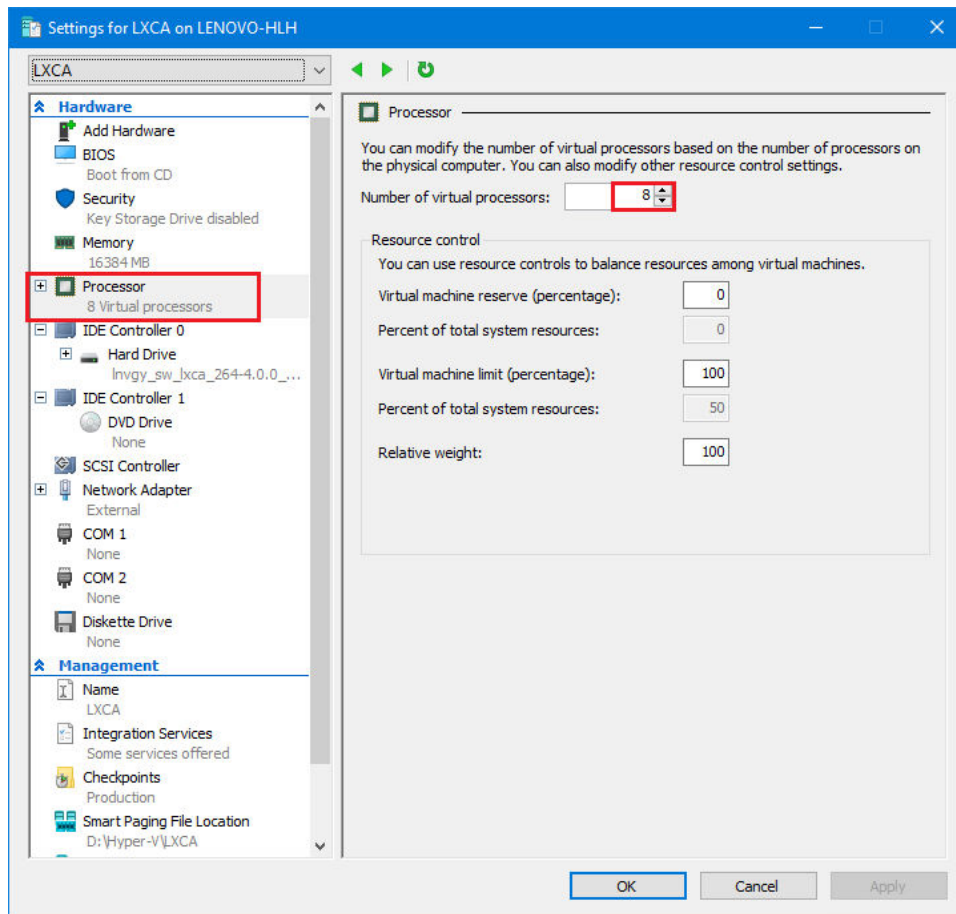 Settings for LXCA on LENOVO-HLH
LXCA
Hardware
Add Hardware
BIOS
Boot from CD
Security
Key Storage Drive disabled
Memory
16384 MB
Processor
8 Virtual processors
IDE Controller 0
Hard Drive
lnvgy_sw_lxca_264-4.0.0_...
IDE Controller 1
DVD Drive
None
SCSI Controller
Network Adapter
External
COM 1
None
COM 2
None
Diskette Drive
None
Management
Name
LXCA
Integration Services
Some services offered
Checkpoints
Production
Smart Paging File Location
D:\Hyper-V\LXCA
Processor
You can modify the number of virtual processors based on the number of processors on
the physical computer. You can also modify other resource control settings.
Number of virtual processors: 8
Resource control
You can use resource controls to balance resources among virtual machines.
Virtual machine reserve (percentage): 0
Percent of total system resources: 0
Virtual machine limit (percentage): 100
Percent of total system resources: 50
Relative weight: 100
OK Cancel Apply